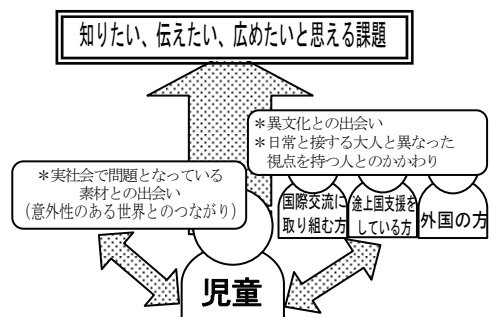 知りたい、伝えたい、広めたいと思える課題
＊異文化との出会い
＊日常と接する大人と異なった
視点を持つ人とのかかわり
＊実社会で問題となっている
素材との出会い
（意外性のある世界とのつながり）
国際交流に
取り組む方
途上国支援を
している方
外国の方
児童